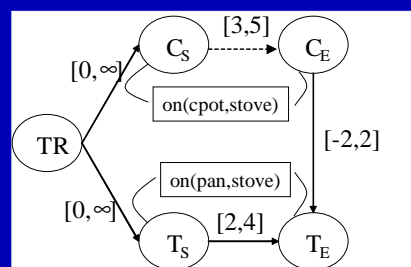 [3,5]
C_S
C_E
[0,∞]
on(cpot,stove)
TR
[-2,2]
on(pan,stove)
[0,∞]
[2,4]
T_S
T_E